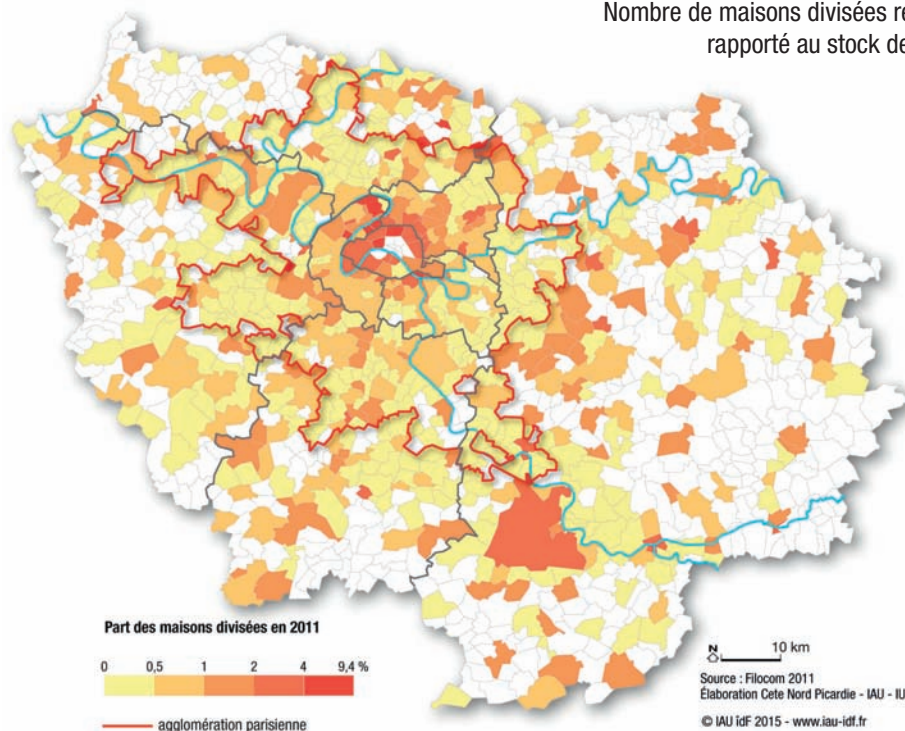 Nombre de maisons divisées re
rapporté au stock de
Part des maisons divisées en 2011
0 0,5 1 2 4 9,4 %
agglomération parisienne
N 10 km
Source : Filocom 2011
Élaboration Cete Nord Picardie - IAU - IU
© IAU îdF 2015 - www.iau-idf.fr